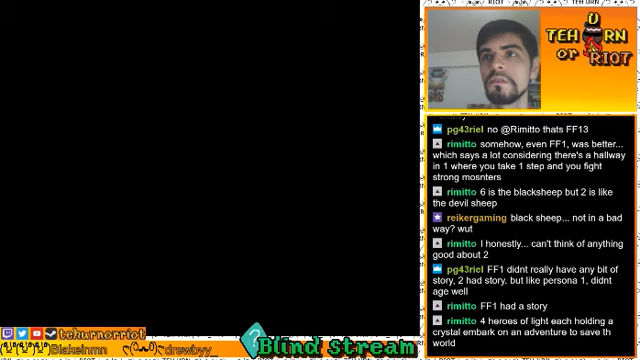 TEH URN
or RIOT
pg43riel no @Rimitto thats FF13
rimitto somehow, even FF1, was better...
which says a lot considering there's a hallway
in 1 where you take 1 step and you fight
strong mosnters
rimitto 6 is the blacksheep but 2 is like
the devil sheep
reikergaming black sheep... not in a bad
way? wut
rimitto I honestly... can't think of anything
good about 2
pg43riel FF1 didnt really have any bit of
story, 2 had story. but like persona 1, didnt
age well
rimitto FF1 had a story
rimitto 4 heroes of light each holding a
crystal embark on an adventure to save th
world
tehurnorriot
Blakeinmn
drewbyy_
Blind Stream